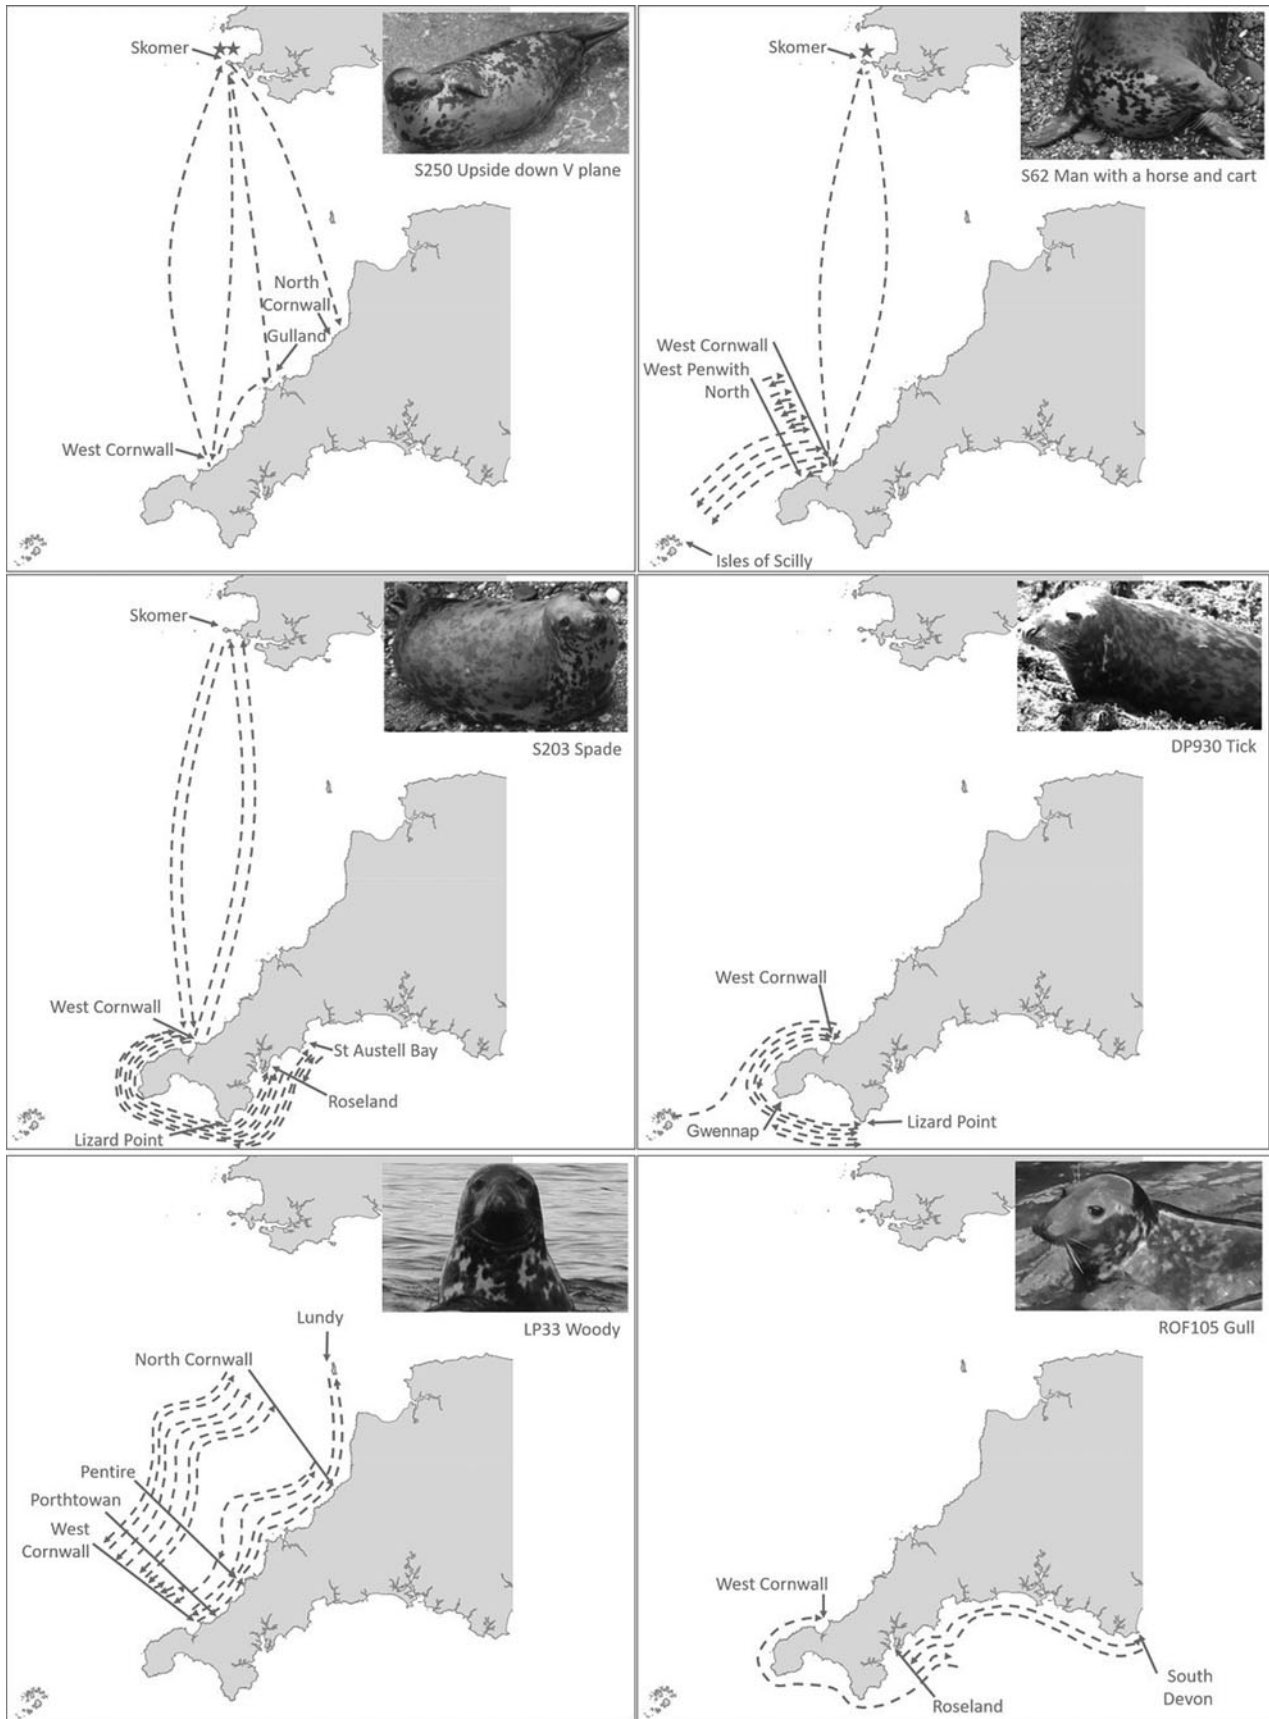 Skomer
S250 Upside down V plane
North
Cornwall
Gulland
West Cornwall
Skomer
S62 Man with a horse and cart
West Cornwall
West Penwith
North
Isles of Scilly
Skomer
S203 Spade
West Cornwall
St Austell Bay
Roseland
Lizard Point
DP930 Tick
West Cornwall
Gwennap
Lizard Point
LP33 Woody
Lundy
North Cornwall
Pentire
Porthtowan
West
Cornwall
ROF105 Gull
West Cornwall
Roseland
South
Devon